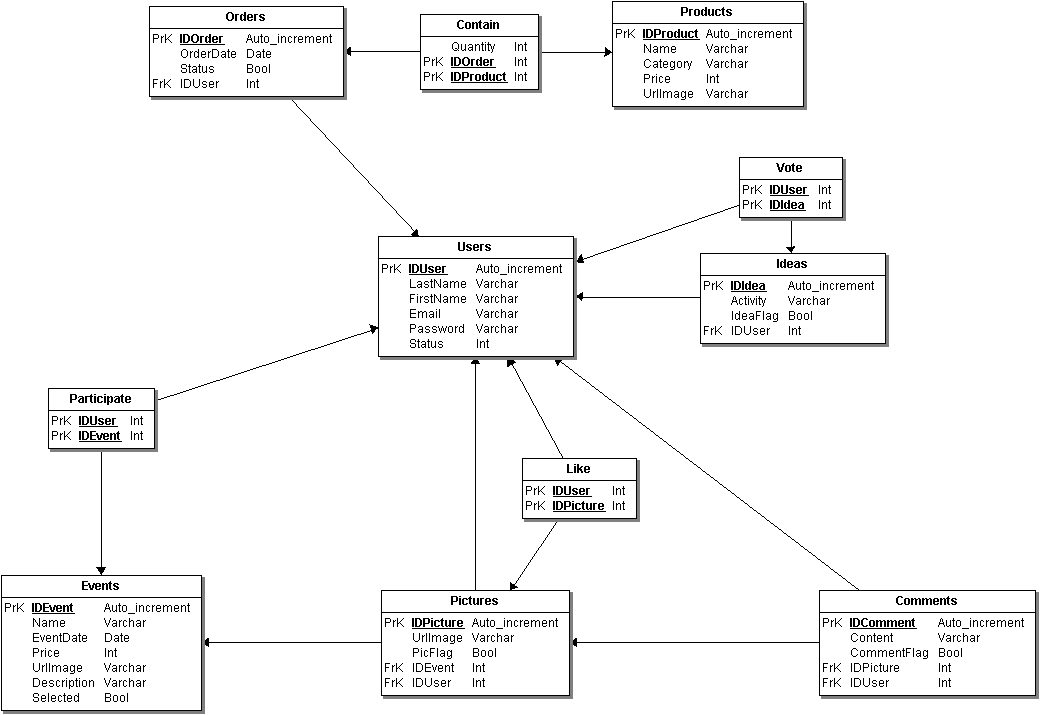 Orders
PrK IDOrder Auto_increment
OrderDate Date
Status Bool
FrK IDUser Int
Contain
Quantity Int
PrK IDOrder Int
PrK IDProduct Int
Products
PrK IDProduct Auto_increment
Name Varchar
Category Varchar
Price Int
UrlImage Varchar
Vote
PrK IDUser Int
PrK IDIdea Int
Users
PrK IDUser Auto_increment
LastName Varchar
FirstName Varchar
Email Varchar
Password Varchar
Status Int
Ideas
PrK IDIdea Auto_increment
Activity Varchar
IdeaFlag Bool
FrK IDUser Int
Participate
PrK IDUser Int
PrK IDEvent Int
Like
PrK IDUser Int
PrK IDPicture Int
Events
PrK IDEvent Auto_increment
Name Varchar
EventDate Date
Price Int
UrlImage Varchar
Description Varchar
Selected Bool
Pictures
PrK IDPicture Auto_increment
UrlImage Varchar
PicFlag Bool
FrK IDEvent Int
FrK IDUser Int
Comments
PrK IDComment Auto_increment
Content Varchar
CommentFlag Bool
FrK IDPicture Int
FrK IDUser Int